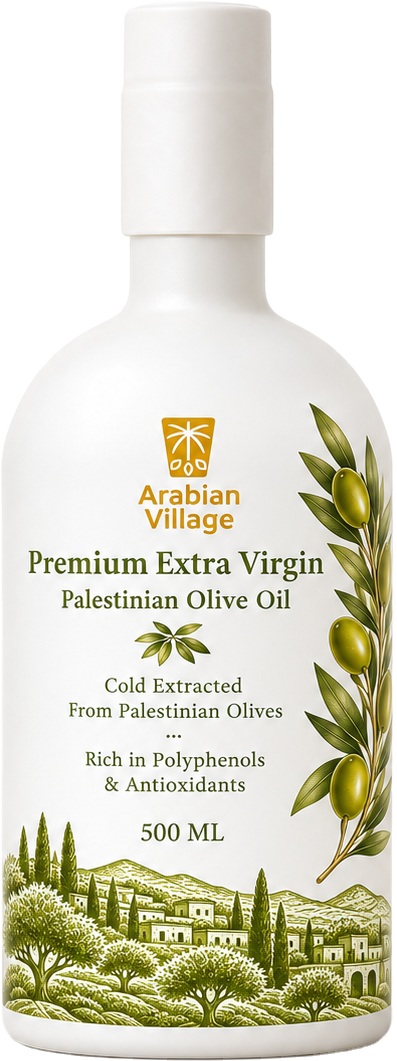 Arabian
Village
Premium Extra Virgin
Palestinian Olive Oil
Cold Extracted
From Palestinian Olives
...
Rich in Polyphenols
& Antioxidants
500 ML